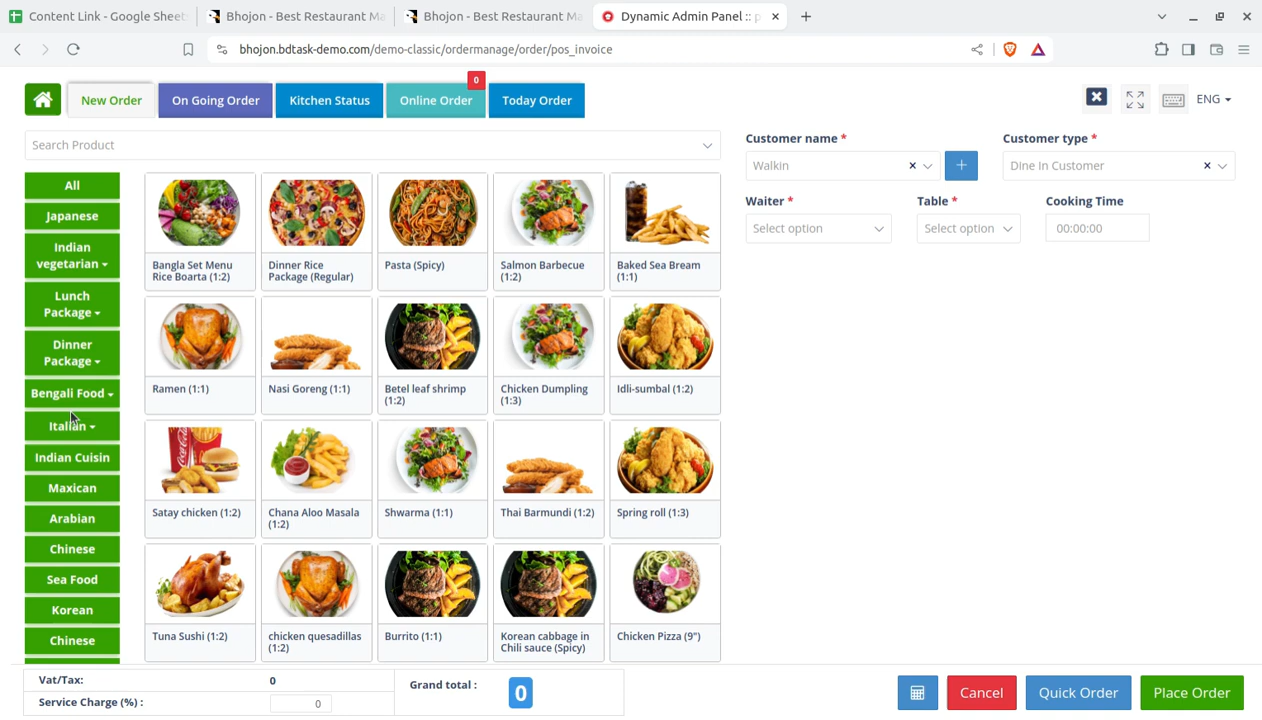 Content Link - Google Sheet
Bhojon - Best Restaurant Ma
Bhojon - Best Restaurant Ma
Dynamic Admin Panel :: p
bhojon.bdtask-demo.com/demo-classic/ordermanage/order/pos_invoice
New Order
On Going Order
Kitchen Status
Online Order
0
Today Order
ENG
Search Product
Customer name *
Customer type *
Walkin
Dine In Customer
Waiter *
Table *
Cooking Time
Select option
Select option
00:00:00
All
Japanese
Indian
vegetarian
Lunch
Package
Dinner
Package
Bengali Food
Italian
Indian Cuisin
Maxican
Arabian
Chinese
Sea Food
Korean
Chinese
Bangla Set Menu
Rice Boarta (1:2)
Dinner Rice
Package (Regular)
Pasta (Spicy)
Salmon Barbecue
(1:2)
Baked Sea Bream
(1:1)
Ramen (1:1)
Nasi Goreng (1:1)
Betel leaf shrimp
(1:2)
Chicken Dumpling
(1:3)
Idli-sumbal (1:2)
Satay chicken (1:2)
Chana Aloo Masala
(1:2)
Shwarma (1:1)
Thai Barmundi (1:2)
Spring roll (1:3)
Tuna Sushi (1:2)
chicken quesadillas
(1:2)
Burrito (1:1)
Korean cabbage in
Chili sauce (Spicy)
Chicken Pizza (9")
Vat/Tax:
0
Service Charge (%) :
0
Grand total :
0
Cancel
Quick Order
Place Order